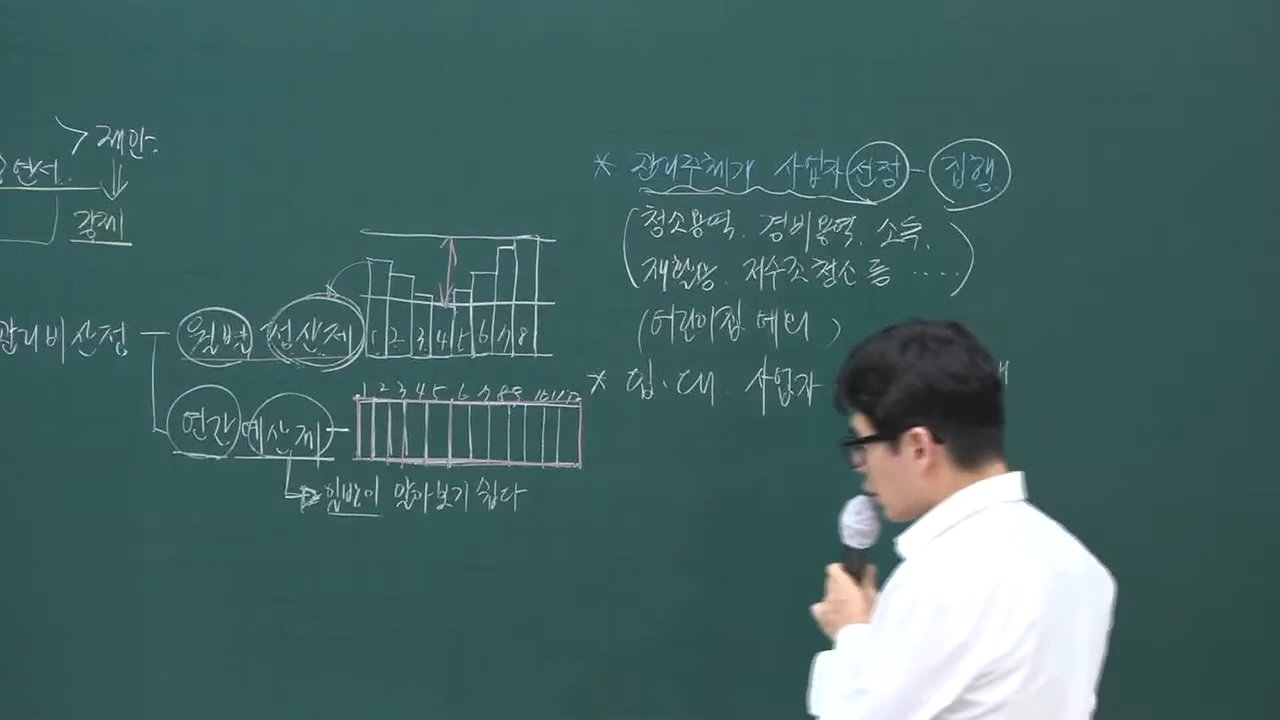 > 제안.
강제
관리비산정 - 월별 정산제
1 2 3 4 5 6 7 8
연간 예산제 -
1 2 3 4 5 6 7 8 9 10 11 12
일반이 알아보기 쉽다
* 관리주체가 사업자 선정 - 집행
(청소용역. 경비용역. 소독.
재활용. 저수조청소 등 .....)
(어린이집 제외)
* 입.대. 사업자